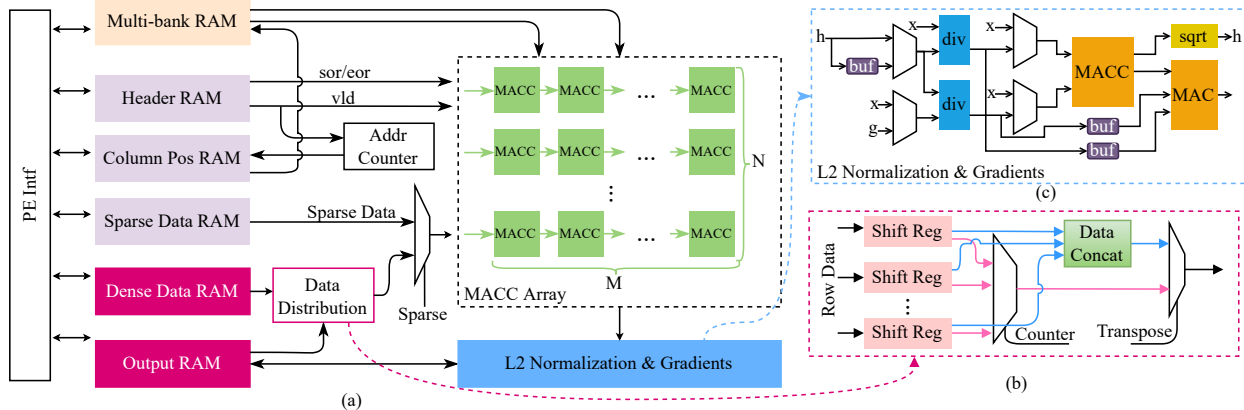 PE Intf
Multi-bank RAM
Header RAM
Column Pos RAM
Sparse Data RAM
Dense Data RAM
Output RAM
sor/eor
vld
Addr
Counter
Sparse Data
Data
Distribution
Sparse
MACC MACC ... MACC
MACC MACC ... MACC
...
MACC MACC ... MACC
N
M
MACC Array
L2 Normalization & Gradients
(a)
h
buf
x
g
x
div
div
x
x
MACC
buf
buf
sqrt
h
MAC
L2 Normalization & Gradients
(c)
Row Data
Shift Reg
Shift Reg
...
Shift Reg
Data
Concat
Counter
Transpose
(b)